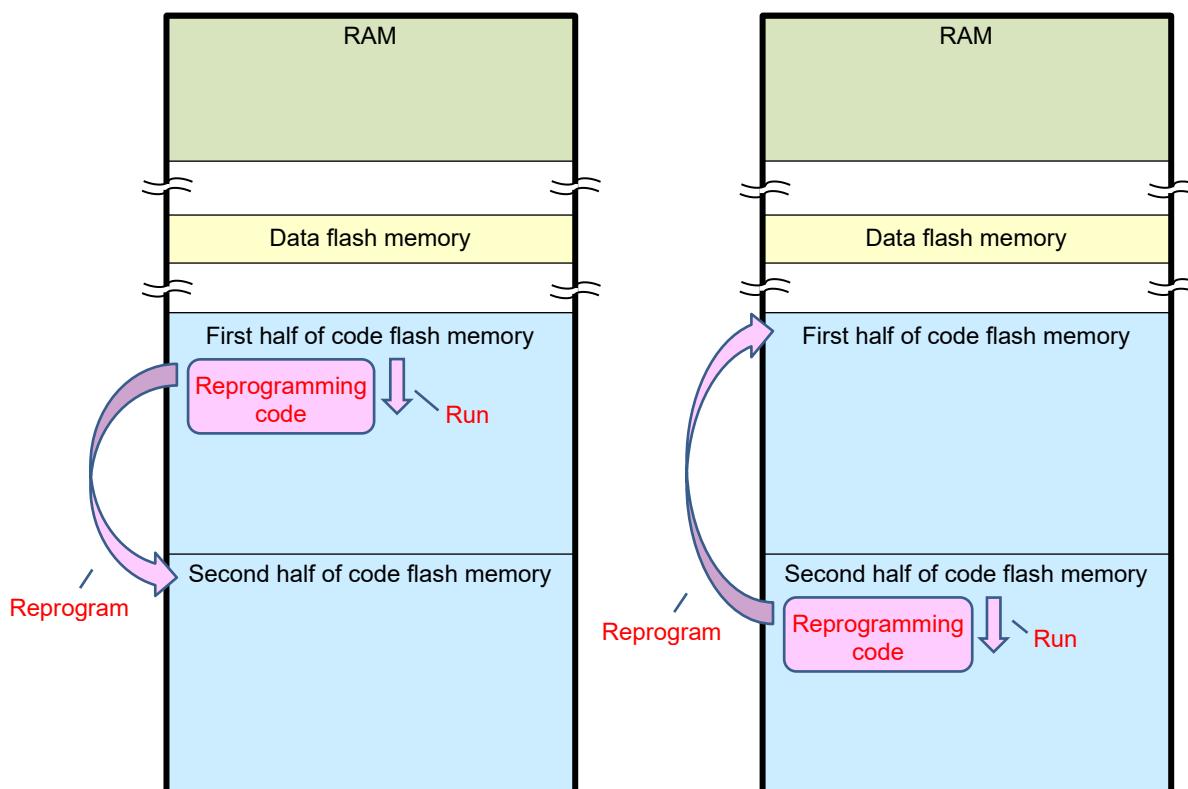 RAM
Data flash memory
First half of code flash memory
Reprogramming
code
Run
Second half of code flash memory
Reprogram
RAM
Data flash memory
First half of code flash memory
Second half of code flash memory
Reprogramming
code
Run
Reprogram